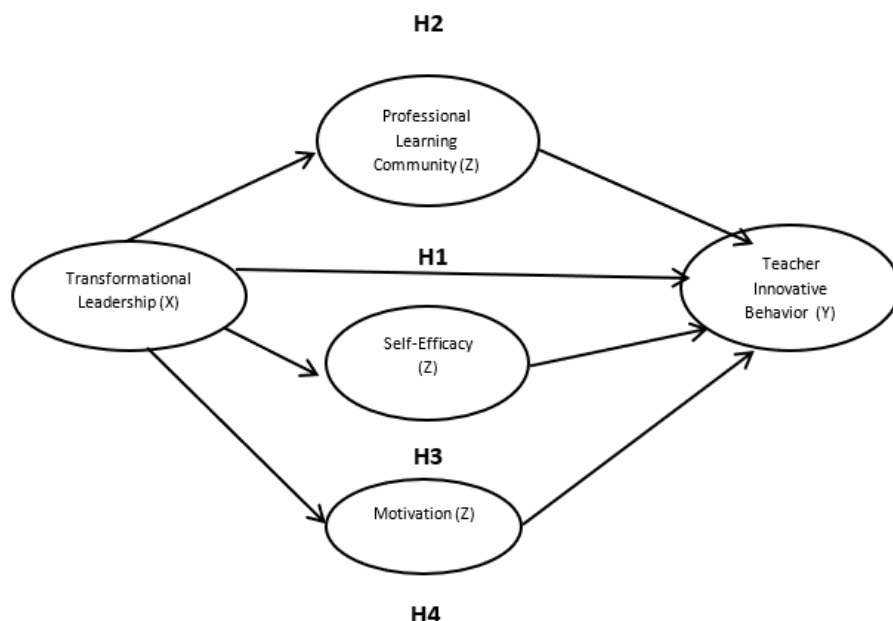 H2
Professional
Learning
Community (Z)
H1
Transformational
Leadership (X)
Teacher
Innovative
Behavior (Y)
Self-Efficacy
(Z)
H3
Motivation (Z)
H4